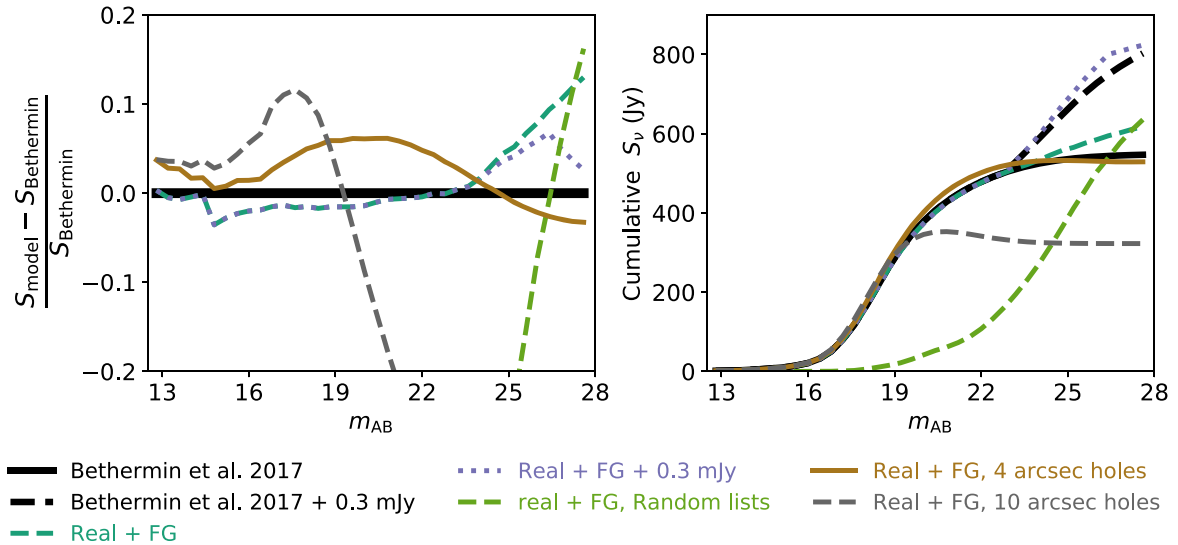 0.2
0.1
0.0
−0.1
−0.2
S_model − S_Bethermin
S_Bethermin
13 16 19 22 25 28
m_AB
800
600
400
200
0
Cumulative S_ν (Jy)
13 16 19 22 25 28
m_AB
Bethermin et al. 2017
Bethermin et al. 2017 + 0.3 mJy
Real + FG
Real + FG + 0.3 mJy
real + FG, Random lists
Real + FG, 4 arcsec holes
Real + FG, 10 arcsec holes